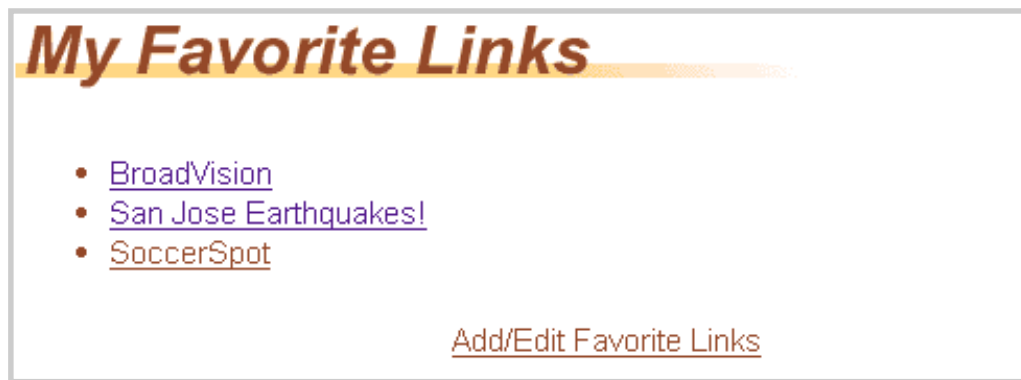 My Favorite Links
BroadVision
San Jose Earthquakes!
SoccerSpot
Add/Edit Favorite Links